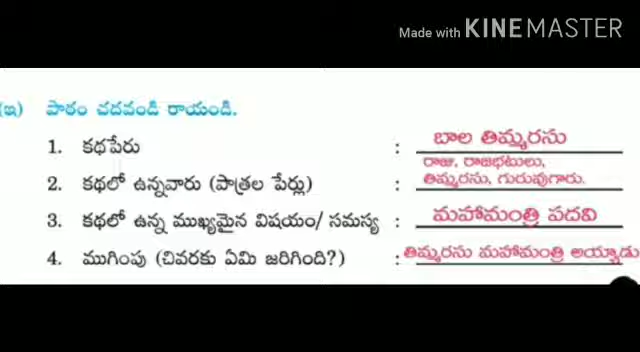 Made with KINEMASTER
(ఇ) పాఠం చదవండి రాయండి.
1. కథపేరు : బాల తిమ్మరసు
రాజు, రాజభటులు,
2. కథలో ఉన్నవారు (పాత్రల పేర్లు) : తిమ్మరసు, గురువుగారు.
3. కథలో ఉన్న ముఖ్యమైన విషయం/ సమస్య : మహామంత్రి పదవి
4. ముగింపు (చివరకు ఏమి జరిగింది?) : తిమ్మరసు మహామంత్రి అయ్యాడు